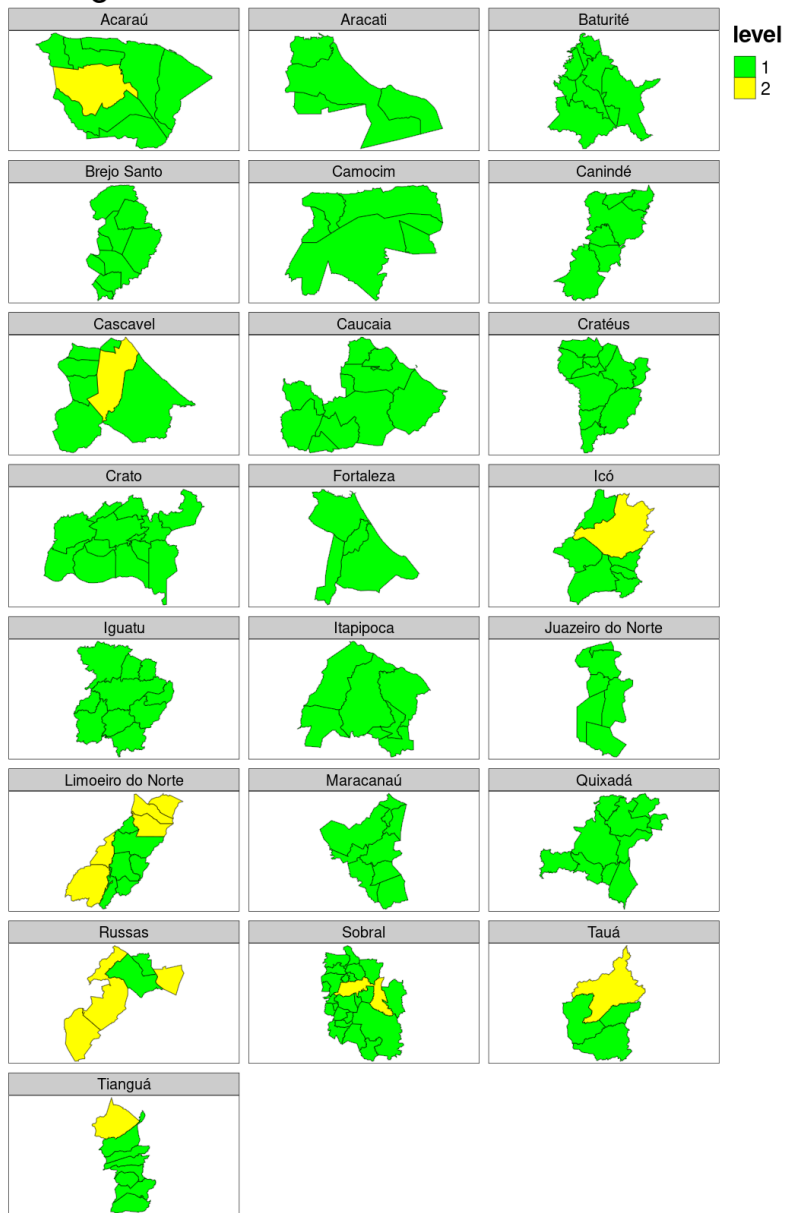 Acaraú
Aracati
Baturité
level
1
2
Brejo Santo
Camocim
Canindé
Cascavel
Caucaia
Cratéus
Crato
Fortaleza
Icó
Iguatu
Itapipoca
Juazeiro do Norte
Limoeiro do Norte
Maracanaú
Quixadá
Russas
Sobral
Tauá
Tianguá